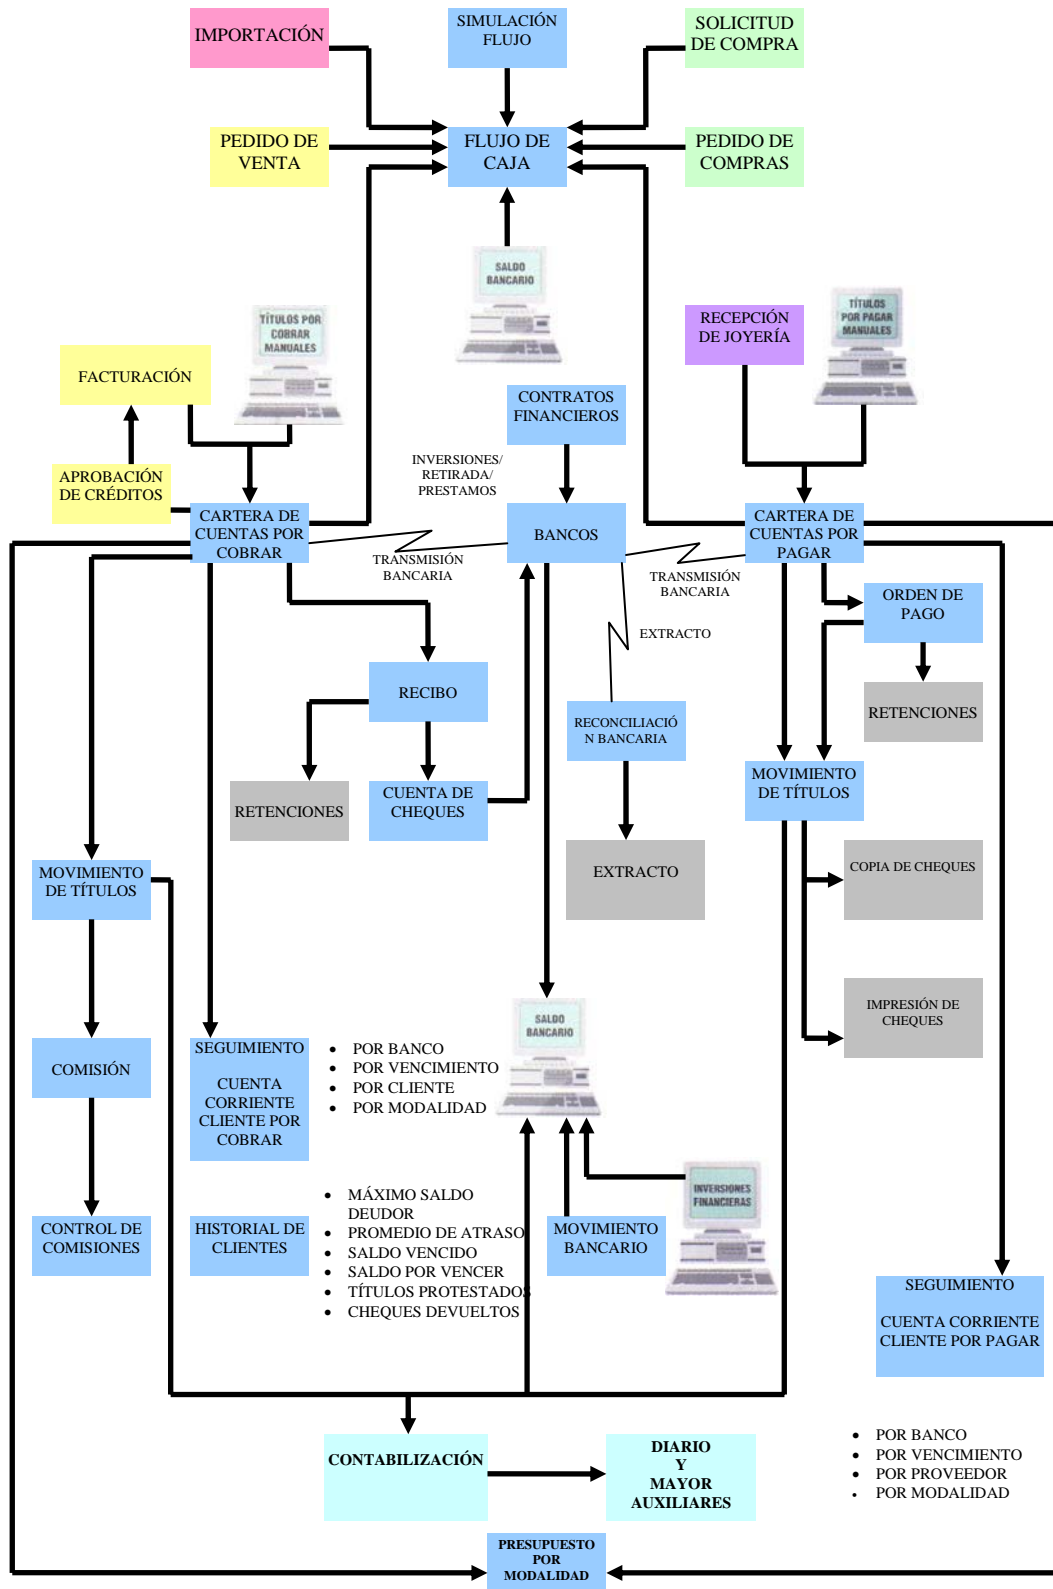 IMPORTACIÓN
SIMULACIÓN
FLUJO
SOLICITUD
DE COMPRA
PEDIDO DE
VENTA
FLUJO DE
CAJA
PEDIDO DE
COMPRAS
SALDO
BANCARIO
TÍTULOS POR
COBRAR
MANUALES
RECEPCIÓN
DE JOYERÍA
TÍTULOS
POR PAGAR
MANUALES
FACTURACIÓN
CONTRATOS
FINANCIEROS
APROBACIÓN
DE CRÉDITOS
INVERSIONES/
RETIRADA/
PRESTAMOS
CARTERA DE
CUENTAS POR
COBRAR
BANCOS
CARTERA DE
CUENTAS POR
PAGAR
TRANSMISIÓN
BANCARIA
TRANSMISIÓN
BANCARIA
ORDEN DE
PAGO
EXTRACTO
RECIBO
RETENCIONES
RECONCILIACIÓ
N BANCARIA
RETENCIONES
CUENTA DE
CHEQUES
MOVIMIENTO
DE TÍTULOS
MOVIMIENTO
DE TÍTULOS
EXTRACTO
COPIA DE CHEQUES
IMPRESIÓN DE
CHEQUES
SALDO
BANCARIO
COMISIÓN
SEGUIMIENTO
CUENTA
CORRIENTE
CLIENTE POR
COBRAR
• POR BANCO
• POR VENCIMIENTO
• POR CLIENTE
• POR MODALIDAD
INVERSIONES
FINANCIERAS
CONTROL DE
COMISIONES
HISTORIAL DE
CLIENTES
• MÁXIMO SALDO
DEUDOR
• PROMEDIO DE ATRASO
• SALDO VENCIDO
• SALDO POR VENCER
• TÍTULOS PROTESTADOS
• CHEQUES DEVUELTOS
MOVIMIENTO
BANCARIO
SEGUIMIENTO
CUENTA CORRIENTE
CLIENTE POR PAGAR
• POR BANCO
• POR VENCIMIENTO
• POR PROVEEDOR
• POR MODALIDAD
CONTABILIZACIÓN
DIARIO
Y
MAYOR
AUXILIARES
PRESUPUESTO
POR
MODALIDAD